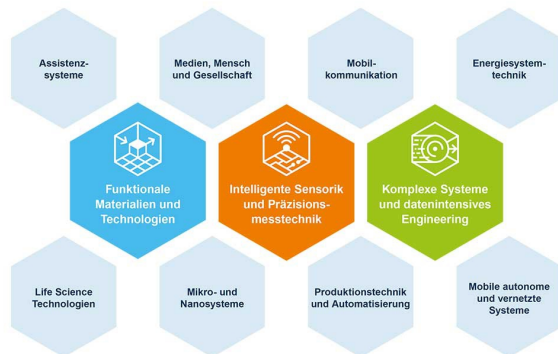 Assistenz-
systeme
Medien, Mensch
und Gesellschaft
Mobil-
kommunikation
Energiesystem-
technik
Funktionale
Materialien und
Technologien
Intelligente Sensorik
und Präzisions-
messtechnik
Komplexe Systeme
und datenintensives
Engineering
Life Science
Technologien
Mikro- und
Nanosysteme
Produktionstechnik
und Automatisierung
Mobile autonome
und vernetzte
Systeme